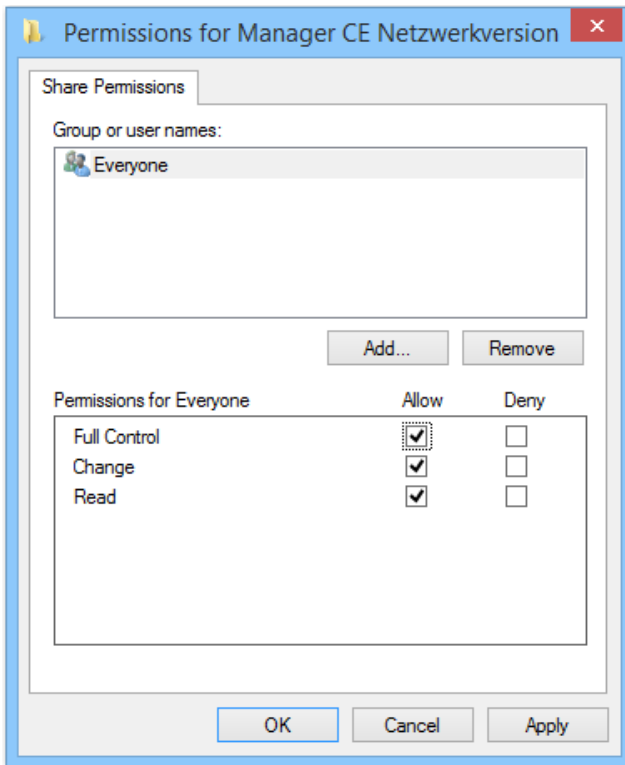 Permissions for Manager CE Netzwerkversion
Share Permissions
Group or user names:
Everyone
Add... Remove
Permissions for Everyone Allow Deny
Full Control
Change
Read
OK Cancel Apply